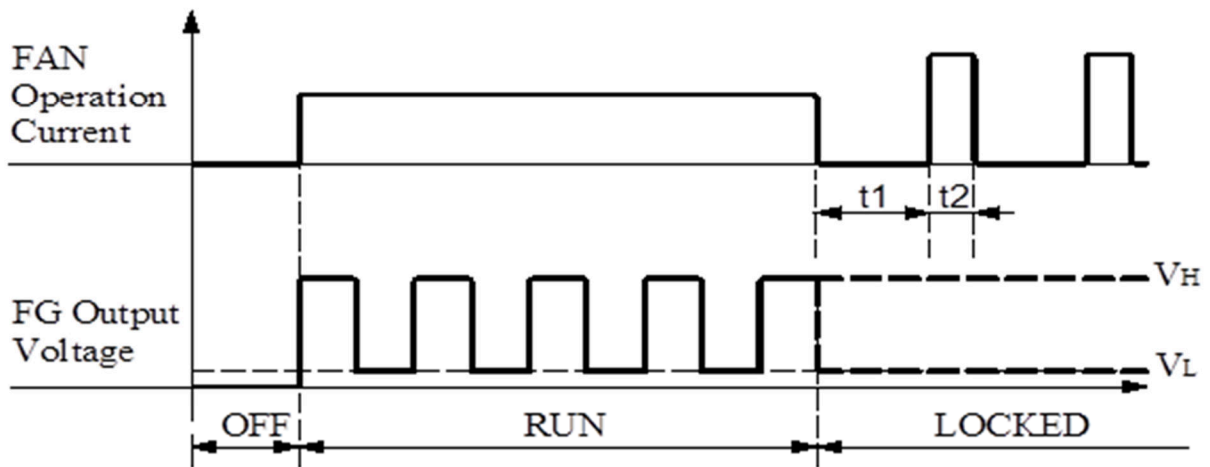 FAN
Operation
Current
t1
t2
VH
FG Output
Voltage
VL
OFF
RUN
LOCKED